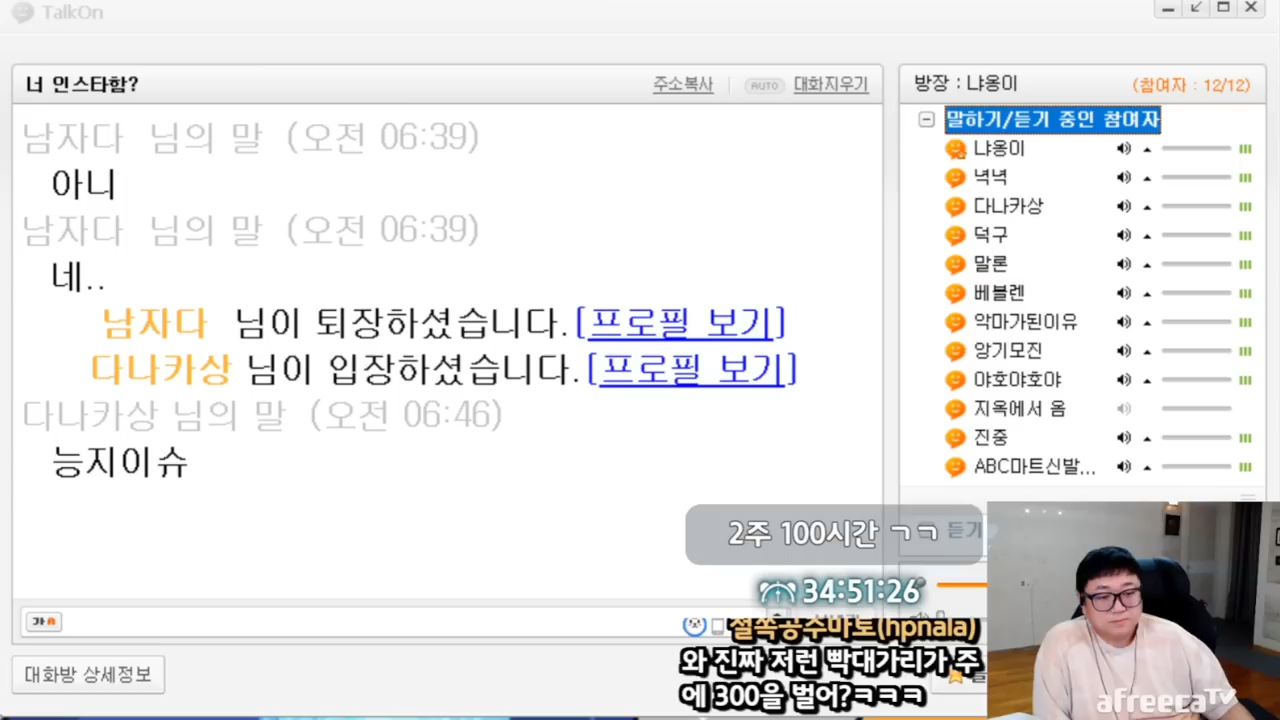 TalkOn
너 인스타함?
주소복사
AUTO
대화지우기
남자다 님의 말 (오전 06:39)
아니
남자다 님의 말 (오전 06:39)
네..
남자다 님이 퇴장하셨습니다.[프로필 보기]
다나카상 님이 입장하셨습니다.[프로필 보기]
다나카상 님의 말 (오전 06:46)
능지이슈
가
대화방 상세정보
방장 : 냐옹이
(참여자 : 12/12)
말하기/듣기 중인 참여자
냐옹이
녁녁
다나카상
덕구
말론
베블렌
악마가된이유
앙기모진
야호야호야
지옥에서 옴
진중
ABC마트신발...
2주 100시간 ㄱㄱ
듣기
34:51:26
절쪽공주마토(hpnala)
와 진짜 저런 빡대가리가 주
에 300을 벌어?ㅋㅋㅋ
afreecaTV